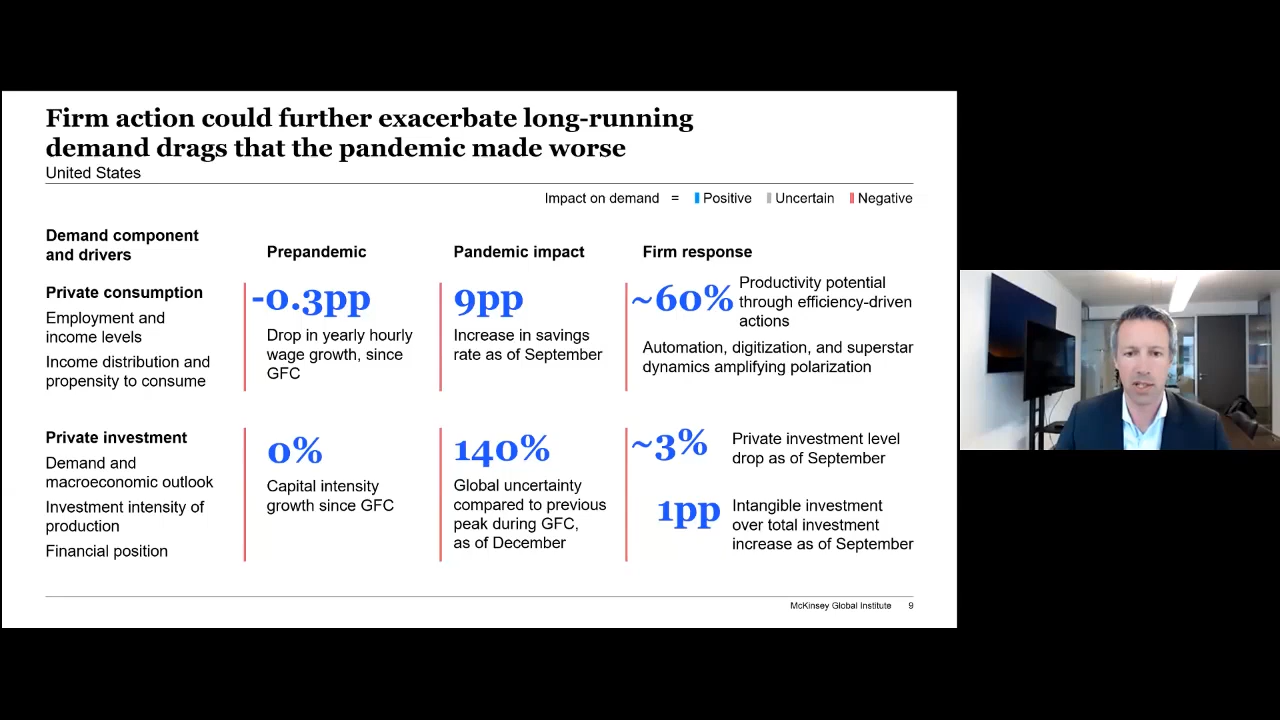 Firm action could further exacerbate long-running
demand drags that the pandemic made worse
United States
Impact on demand = Positive Uncertain Negative
Demand component
and drivers
Prepandemic
Pandemic impact
Firm response
Private consumption
Employment and
income levels
Income distribution and
propensity to consume
-0.3pp
Drop in yearly hourly
wage growth, since
GFC
9pp
Increase in savings
rate as of September
~60%
Productivity potential
through efficiency-driven
actions
Automation, digitization, and superstar
dynamics amplifying polarization
Private investment
Demand and
macroeconomic outlook
Investment intensity of
production
Financial position
0%
Capital intensity
growth since GFC
140%
Global uncertainty
compared to previous
peak during GFC,
as of December
~3%
Private investment level
drop as of September
1pp
Intangible investment
over total investment
increase as of September
McKinsey Global Institute 9